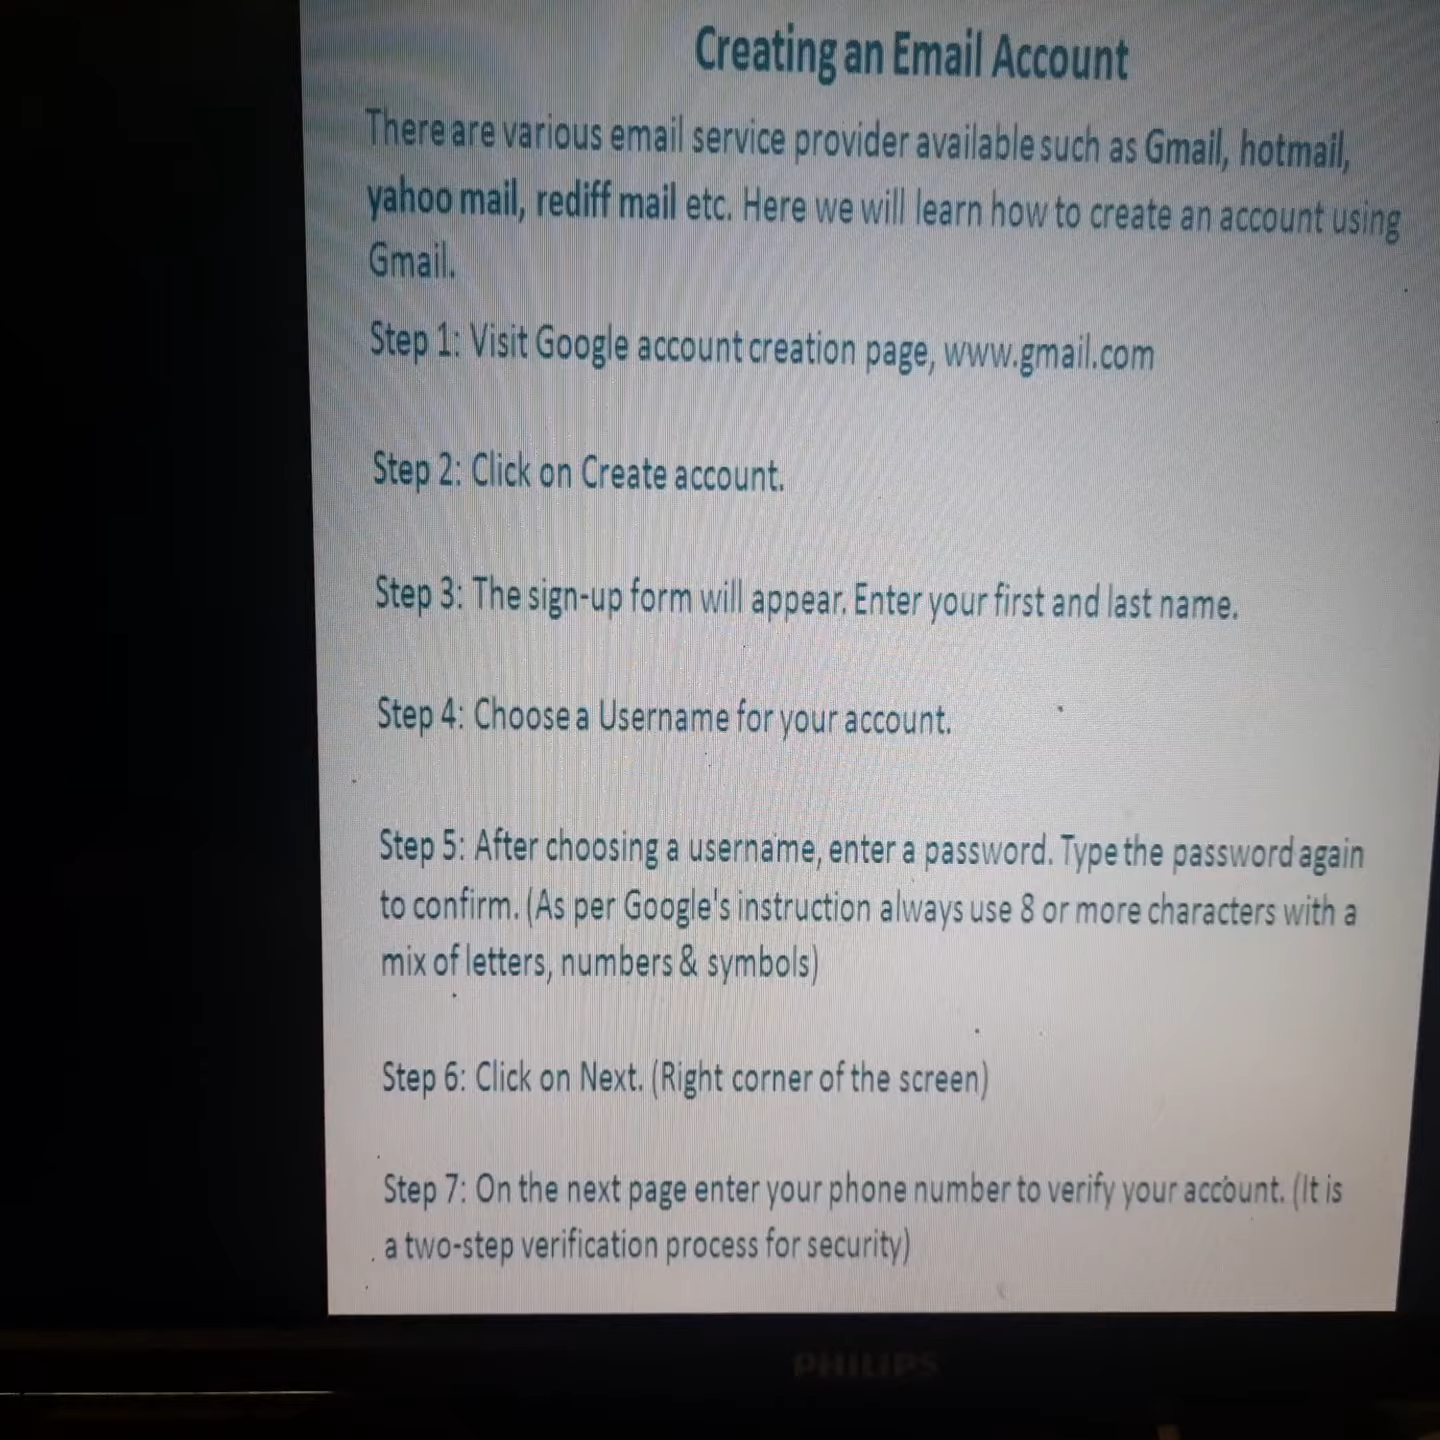 Creating an Email Account
There are various email service provider available such as Gmail, hotmail,
yahoo mail, rediff mail etc. Here we will learn how to create an account using
Gmail.
Step 1: Visit Google account creation page, www.gmail.com
Step 2: Click on Create account.
Step 3: The sign-up form will appear. Enter your first and last name.
Step 4: Choose a Username for your account.
Step 5: After choosing a username, enter a password. Type the password again
to confirm. (As per Google's instruction always use 8 or more characters with a
mix of letters, numbers & symbols)
Step 6: Click on Next. (Right corner of the screen)
Step 7: On the next page enter your phone number to verify your account. (It is
a two-step verification process for security)
PHILIPS